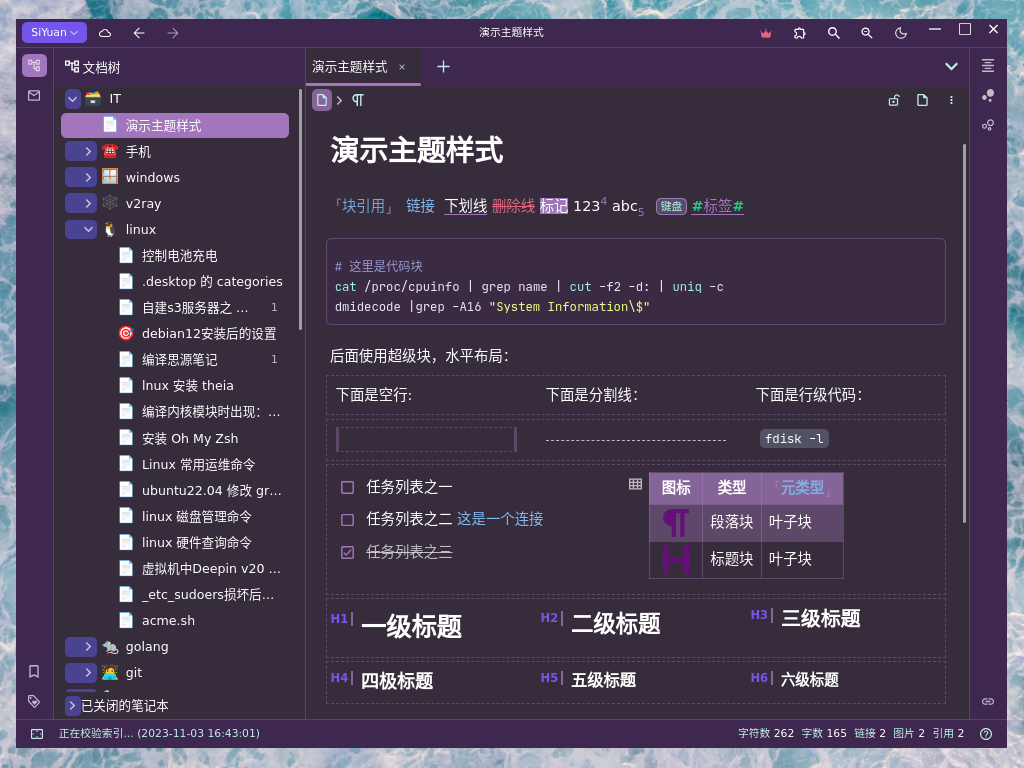 SiYuan
演示主题样式
文档树
演示主题样式 ×
IT
演示主题样式
手机
windows
v2ray
linux
控制电池充电
.desktop 的 categories
自建s3服务器之 ... 1
debian12安装后的设置
编译思源笔记 1
lnux 安装 theia
编译内核模块时出现：...
安装 Oh My Zsh
Linux 常用运维命令
ubuntu22.04 修改 gr...
linux 磁盘管理命令
linux 硬件查询命令
虚拟机中Deepin v20 ...
_etc_sudoers损坏后...
acme.sh
golang
git
已关闭的笔记本
演示主题样式
「块引用」 链接 下划线 删除线 标记 123⁴ abc₅ 键盘 #标签#
# 这里是代码块
cat /proc/cpuinfo | grep name | cut -f2 -d: | uniq -c
dmidecode |grep -A16 "System Information\$"
后面使用超级块，水平布局：
下面是空行: 下面是分割线： 下面是行级代码：
fdisk -l
任务列表之一
任务列表之二 这是一个连接
任务列表之三
图标 类型 「元类型」
段落块 叶子块
标题块 叶子块
H1 一级标题 H2 二级标题 H3 三级标题
H4 四极标题 H5 五级标题 H6 六级标题
正在校验索引... (2023-11-03 16:43:01) 字符数 262 字数 165 链接 2 图片 2 引用 2